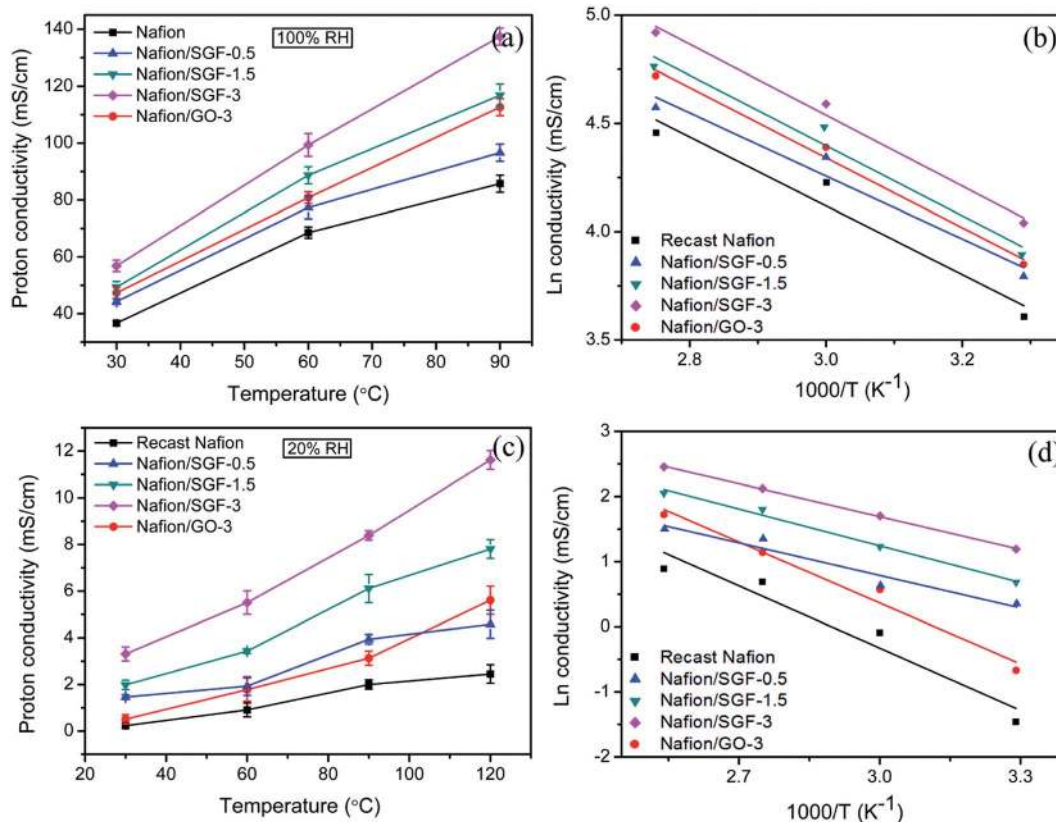 (a)
100% RH
Nafion
Nafion/SGF-0.5
Nafion/SGF-1.5
Nafion/SGF-3
Nafion/GO-3
140
120
100
80
60
40
30 40 50 60 70 80 90
Proton conductivity (mS/cm)
Temperature (°C)
(b)
5.0
4.5
4.0
3.5
2.8 3.0 3.2
Recast Nafion
Nafion/SGF-0.5
Nafion/SGF-1.5
Nafion/SGF-3
Nafion/GO-3
Ln conductivity (mS/cm)
1000/T (K⁻¹)
(c)
20% RH
Recast Nafion
Nafion/SGF-0.5
Nafion/SGF-1.5
Nafion/SGF-3
Nafion/GO-3
12
10
8
6
4
2
0
20 40 60 80 100 120
Proton conductivity (mS/cm)
Temperature (°C)
(d)
3
2
1
0
-1
-2
2.7 3.0 3.3
Recast Nafion
Nafion/SGF-0.5
Nafion/SGF-1.5
Nafion/SGF-3
Nafion/GO-3
Ln conductivity (mS/cm)
1000/T (K⁻¹)